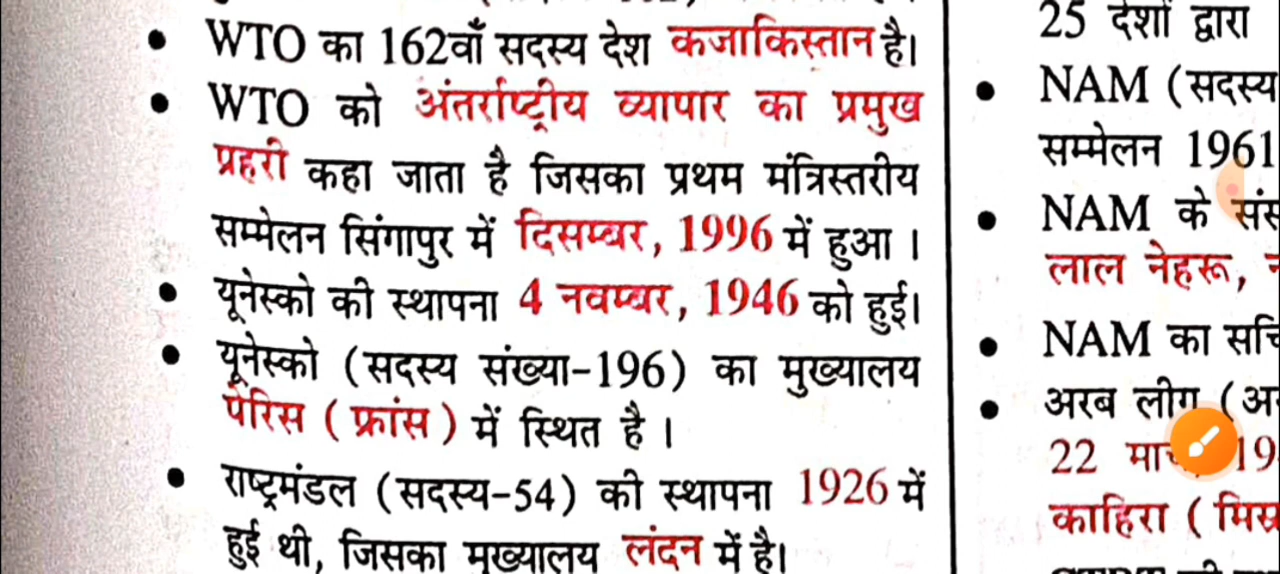 WTO का 162वाँ सदस्य देश कजाकिस्तान है।
WTO को अंतर्राष्ट्रीय व्यापार का प्रमुख
प्रहरी कहा जाता है जिसका प्रथम मंत्रिस्तरीय
सम्मेलन सिंगापुर में दिसम्बर, 1996 में हुआ ।
यूनेस्को की स्थापना 4 नवम्बर, 1946 को हुई।
यूनेस्को (सदस्य संख्या-196) का मुख्यालय
पेरिस ( फ्रांस ) में स्थित है ।
राष्ट्रमंडल (सदस्य-54) की स्थापना 1926 में
हुई थी, जिसका मुख्यालय लंदन में है।
25 देशों द्वारा
NAM (सदस्य
सम्मेलन 1961
NAM के
लाल नेहरू,
NAM का
अरब लीग
22
काहिरा (